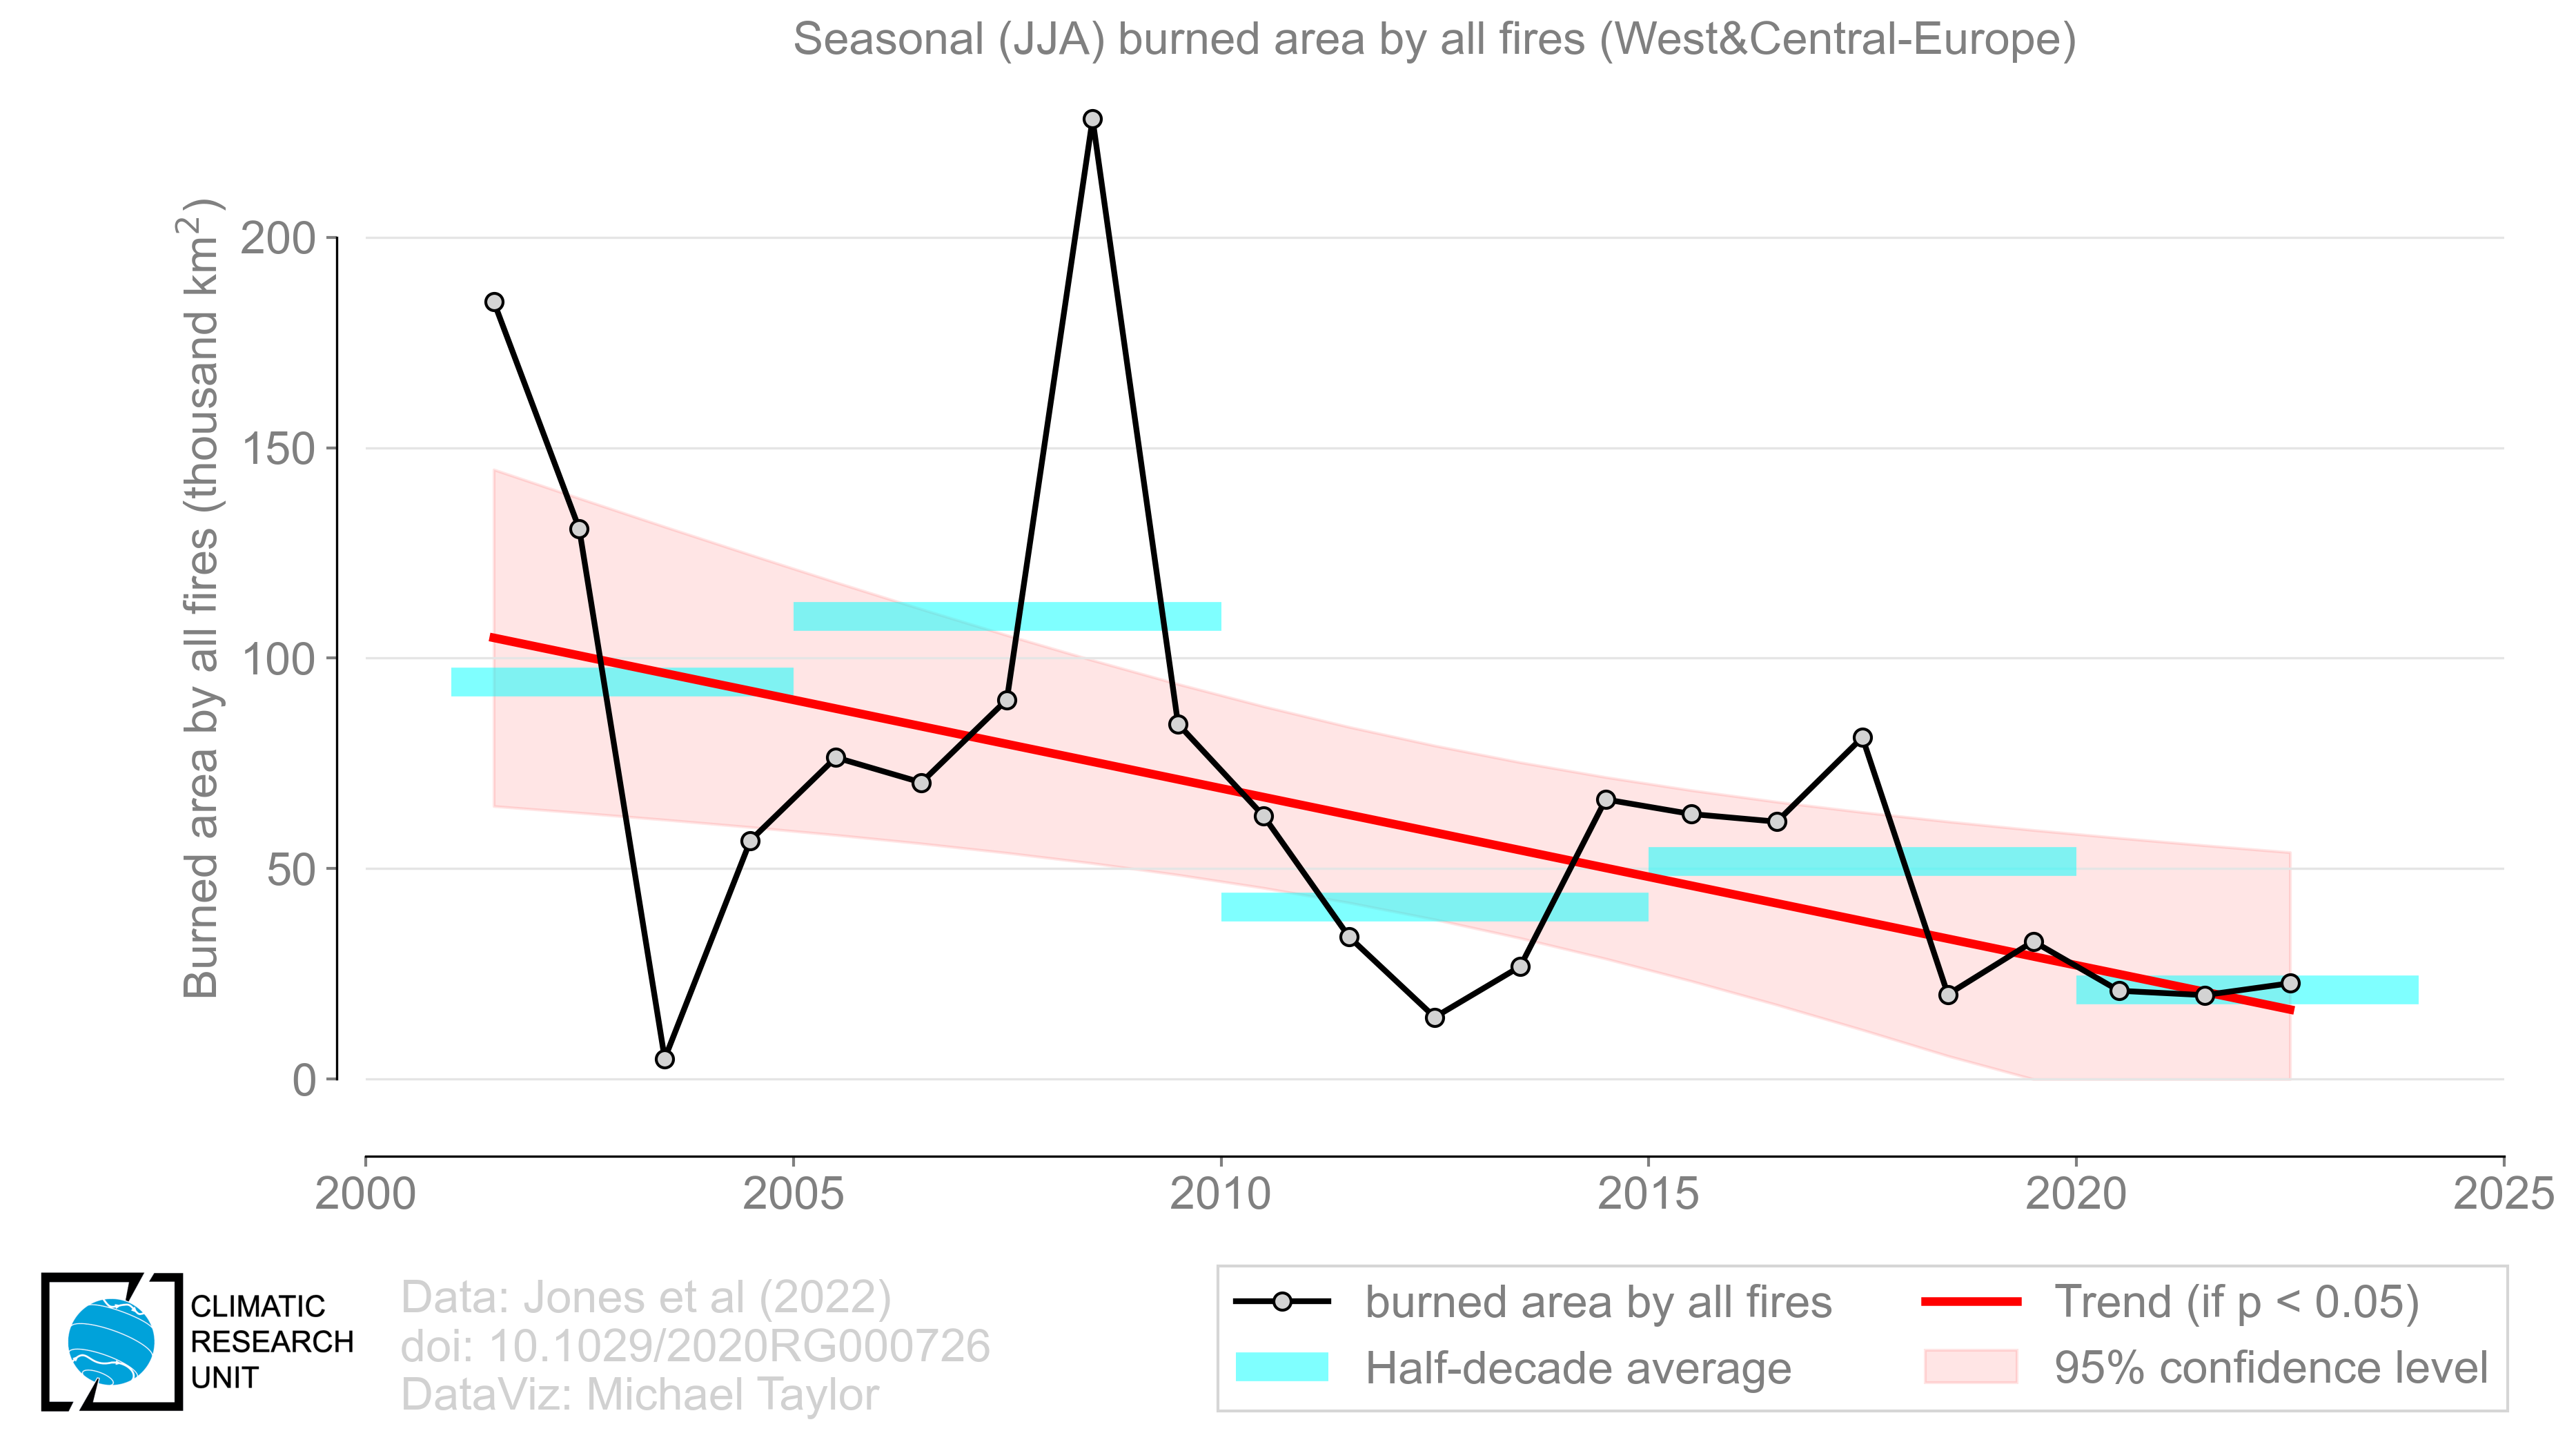 Seasonal (JJA) burned area by all fires (West&Central-Europe)
Burned area by all fires (thousand km²)
200
150
100
50
0
2000
2005
2010
2015
2020
2025
CLIMATIC
RESEARCH
UNIT
Data: Jones et al (2022)
doi: 10.1029/2020RG000726
DataViz: Michael Taylor
burned area by all fires
Half-decade average
Trend (if p < 0.05)
95% confidence level